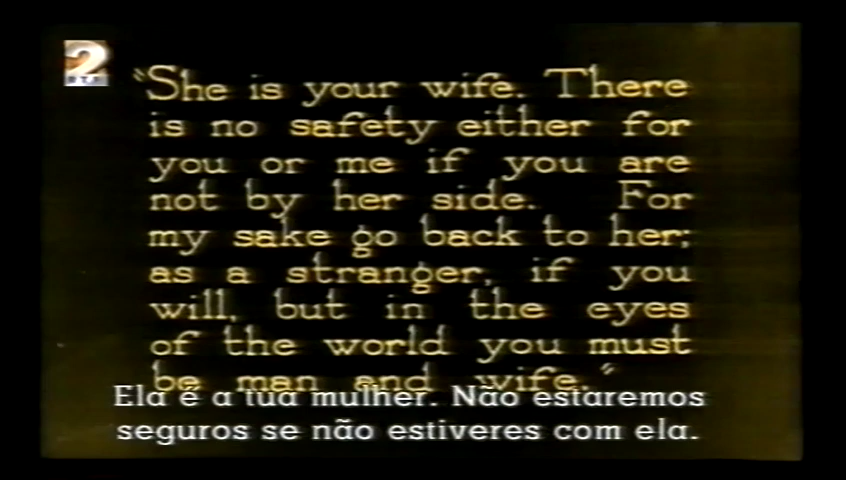 2
RTP
"She is your wife. There
is no safety either for
you or me if you are
not by her side. For
my sake go back to her;
as a stranger, if you
will, but in the eyes
of the world you must
be man and wife."
Ela é a tua mulher. Não estaremos
seguros se não estiveres com ela.